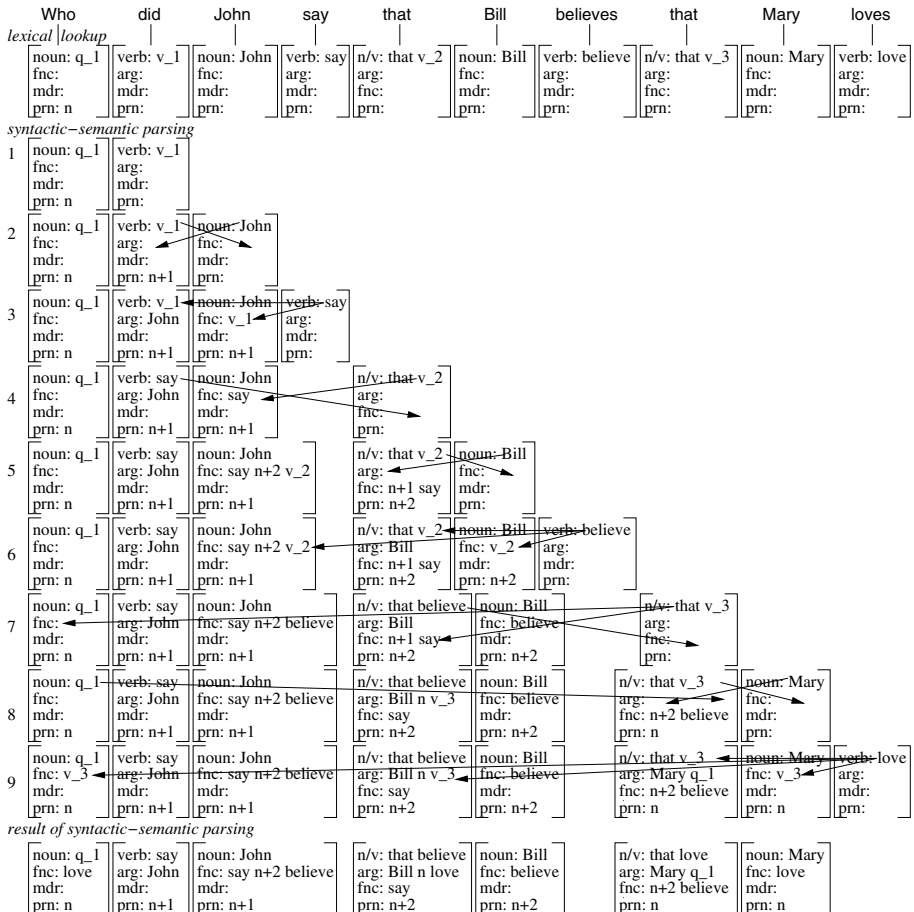 Who did John say that Bill believes that Mary loves
lexical lookup
noun: q_1 verb: v_1 noun: John verb: say n/v: that v_2 noun: Bill verb: believe n/v: that v_3 noun: Mary verb: love
fnc: arg: fnc: arg: arg: fnc: arg: arg: fnc: arg:
mdr: mdr: mdr: mdr: fnc: mdr: mdr: fnc: mdr: mdr:
prn: n prn: prn: prn: prn: prn: prn: prn: prn: prn:
syntactic−semantic parsing
1 noun: q_1 verb: v_1
fnc: arg:
mdr: mdr:
prn: n prn:
2 noun: q_1 verb: v_1 noun: John
fnc: arg: fnc:
mdr: mdr: mdr:
prn: n prn: n+1 prn:
3 noun: q_1 verb: v_1 noun: John verb: say
fnc: arg: John fnc: v_1 arg:
mdr: mdr: mdr: mdr:
prn: n prn: n+1 prn: n+1 prn:
4 noun: q_1 verb: say noun: John n/v: that v_2
fnc: arg: John fnc: say arg:
mdr: mdr: mdr: fnc:
prn: n prn: n+1 prn: n+1 prn:
5 noun: q_1 verb: say noun: John n/v: that v_2 noun: Bill
fnc: arg: John fnc: say n+2 v_2 arg: fnc:
mdr: mdr: mdr: fnc: n+1 say mdr:
prn: n prn: n+1 prn: n+1 prn: n+2 prn:
6 noun: q_1 verb: say noun: John n/v: that v_2 noun: Bill verb: believe
fnc: arg: John fnc: say n+2 v_2 arg: Bill fnc: v_2 arg:
mdr: mdr: mdr: fnc: n+1 say mdr: mdr:
prn: n prn: n+1 prn: n+1 prn: n+2 prn: n+2 prn:
7 noun: q_1 verb: say noun: John n/v: that believe noun: Bill n/v: that v_3
fnc: arg: John fnc: say n+2 believe arg: Bill fnc: believe arg:
mdr: mdr: mdr: fnc: n+1 say mdr: fnc:
prn: n prn: n+1 prn: n+1 prn: n+2 prn: n+2 prn:
8 noun: q_1 verb: say noun: John n/v: that believe noun: Bill n/v: that v_3 noun: Mary
fnc: arg: John fnc: say n+2 believe arg: Bill n v_3 fnc: believe arg: fnc:
mdr: mdr: mdr: fnc: say mdr: fnc: n+2 believe mdr:
prn: n prn: n+1 prn: n+1 prn: n+2 prn: n+2 prn: n prn:
9 noun: q_1 verb: say noun: John n/v: that believe noun: Bill n/v: that v_3 noun: Mary verb: love
fnc: v_3 arg: John fnc: say n+2 believe arg: Bill n v_3 fnc: believe arg: Mary q_1 fnc: v_3 arg:
mdr: mdr: mdr: fnc: say mdr: fnc: n+2 believe mdr: mdr:
prn: n prn: n+1 prn: n+1 prn: n+2 prn: n+2 prn: n prn: n prn:
result of syntactic−semantic parsing
noun: q_1 verb: say noun: John n/v: that believe noun: Bill n/v: that love noun: Mary
fnc: love arg: John fnc: say n+2 believe arg: Bill n love fnc: believe arg: Mary q_1 fnc: love
mdr: mdr: mdr: fnc: say mdr: fnc: n+2 believe mdr:
prn: n prn: n+1 prn: n+1 prn: n+2 prn: n+2 prn: n prn: n